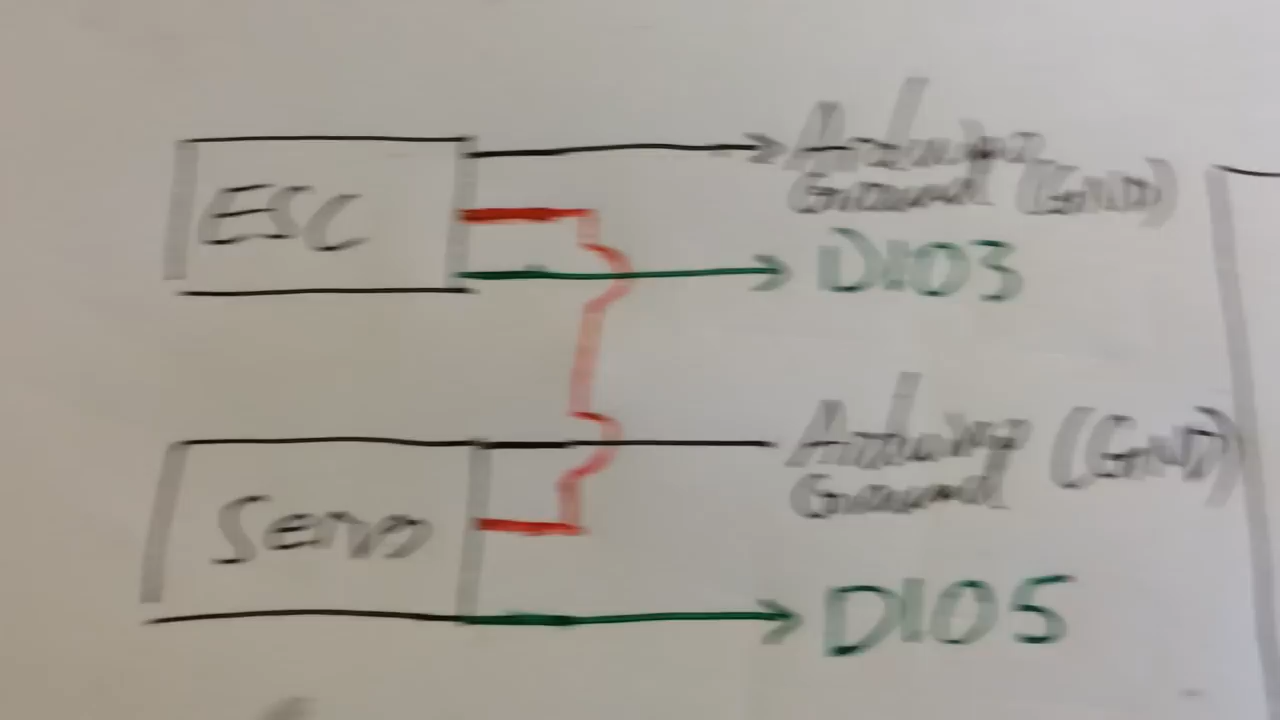 ESC
Arduino
Ground (GND)
DIO3
Servo
Arduino (GND)
Ground
DIO5